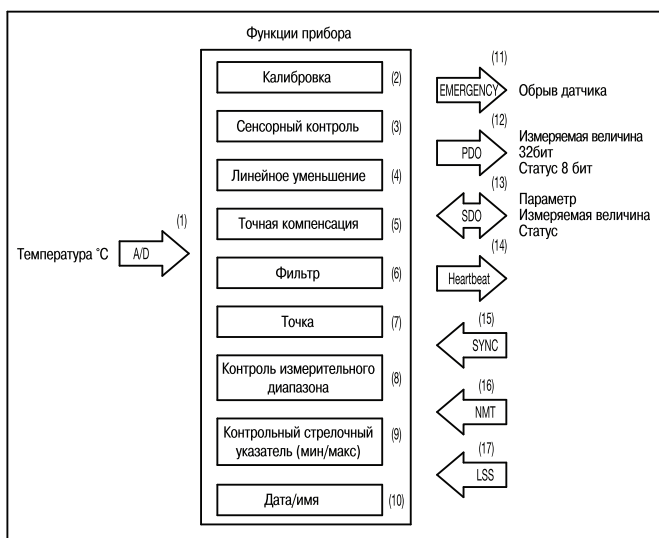 Функции прибора
Температура °C
A/D
(1)
Калибровка
(2)
Сенсорный контроль
(3)
Линейное уменьшение
(4)
Точная компенсация
(5)
Фильтр
(6)
Точка
(7)
Контроль измерительного
диапазона
(8)
Контрольный стрелочный
указатель (мин/макс)
(9)
Дата/имя
(10)
(11)
EMERGENCY
Обрыв датчика
(12)
PDO
Измеряемая величина
32бит
Статус 8 бит
(13)
SDO
Параметр
Измеряемая величина
Статус
(14)
Heartbeat
(15)
SYNC
(16)
NMT
(17)
LSS